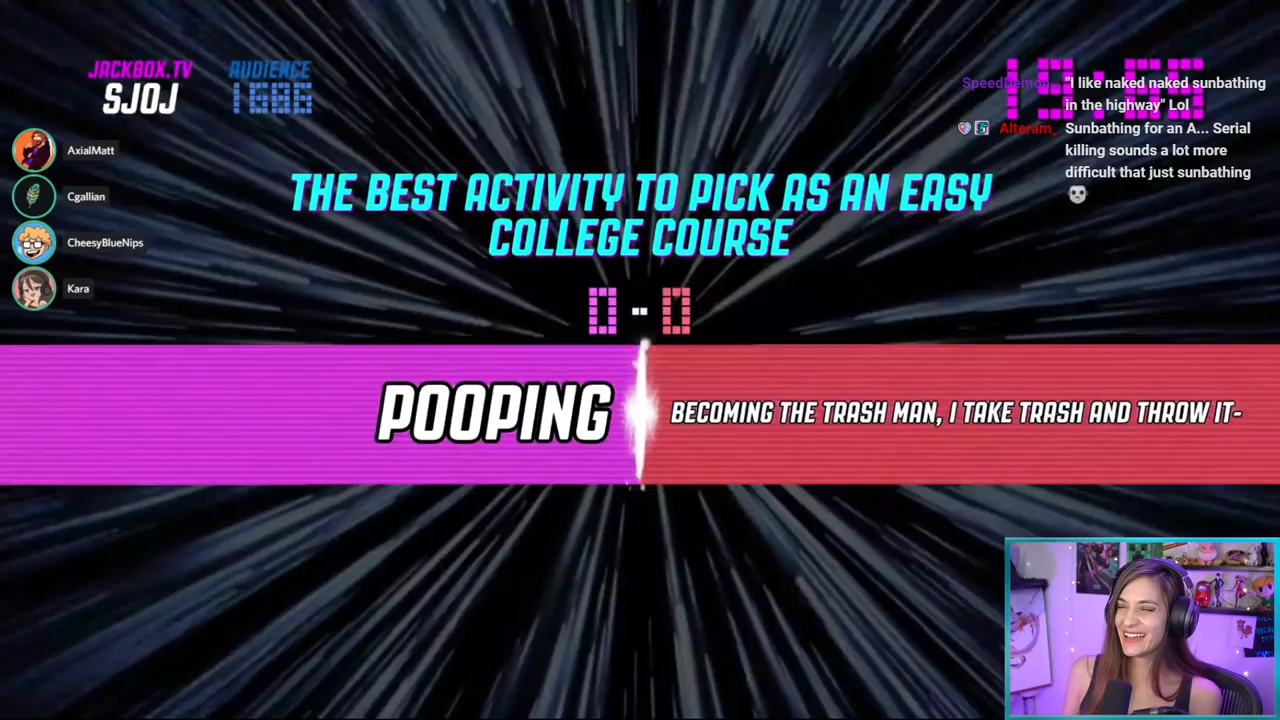 JACKBOX.TV
SJOJ
AUDIENCE
1686
AxialMatt
Cgallian
CheesyBlueNips
Kara
"I like naked naked sunbathing
in the highway" Lol
Alteram_ Sunbathing for an A... Serial
killing sounds a lot more
difficult that just sunbathing
THE BEST ACTIVITY TO PICK AS AN EASY
COLLEGE COURSE
0 - 0
POOPING
BECOMING THE TRASH MAN, I TAKE TRASH AND THROW IT-